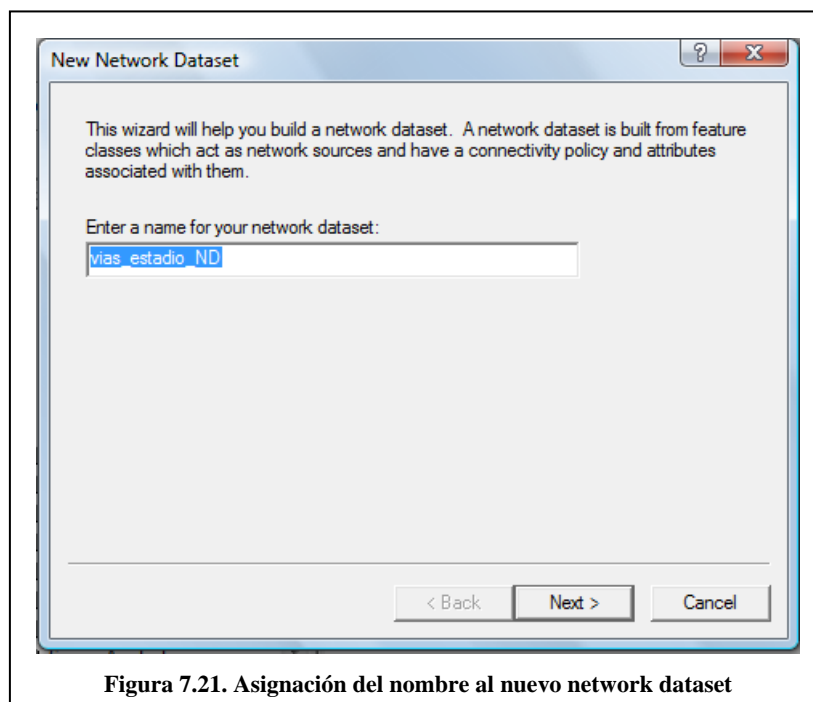 New Network Dataset
This wizard will help you build a network dataset. A network dataset is built from feature
classes which act as network sources and have a connectivity policy and attributes
associated with them.
Enter a name for your network dataset:
vias_estadio_ND
< Back
Next >
Cancel
Figura 7.21. Asignación del nombre al nuevo network dataset